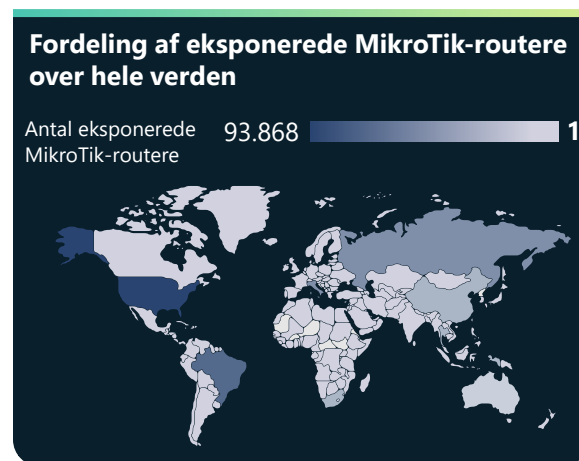 Fordeling af eksponerede MikroTik-routere
over hele verden
Antal eksponerede
MikroTik-routere
93.868
1